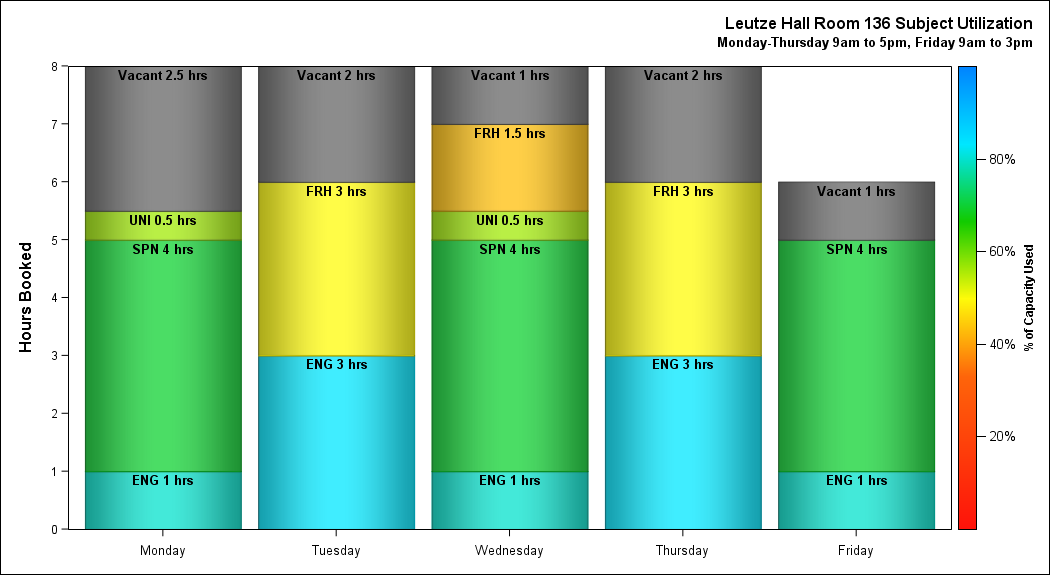 Leutze Hall Room 136 Subject Utilization
Monday-Thursday 9am to 5pm, Friday 9am to 3pm
Hours Booked
8
7
6
5
4
3
2
1
0
Vacant 2.5 hrs
UNI 0.5 hrs
SPN 4 hrs
ENG 1 hrs
Monday
Vacant 2 hrs
FRH 3 hrs
ENG 3 hrs
Tuesday
Vacant 1 hrs
FRH 1.5 hrs
UNI 0.5 hrs
SPN 4 hrs
ENG 1 hrs
Wednesday
Vacant 2 hrs
FRH 3 hrs
ENG 3 hrs
Thursday
Vacant 1 hrs
SPN 4 hrs
ENG 1 hrs
Friday
80%
60%
40%
20%
% of Capacity Used